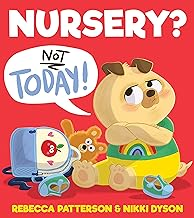 NURSERY?
NOT
TODAY!
REBECCA PATTERSON & NIKKI DYSON